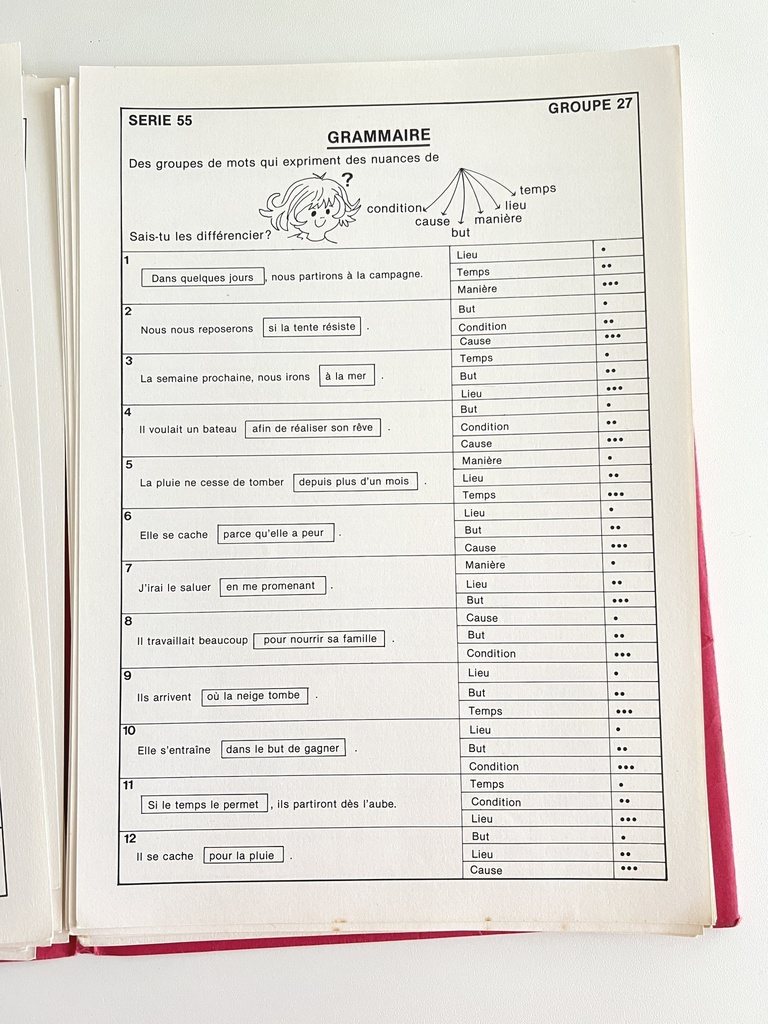 SERIE 55
GROUPE 27
GRAMMAIRE
Des groupes de mots qui expriment des nuances de
?
temps
condition
lieu
cause
manière
but
Sais-tu les différencier?
1
Dans quelques jours , nous partirons à la campagne.
Lieu •
Temps ••
Manière •••
2
Nous nous reposerons si la tente résiste .
But •
Condition ••
Cause •••
3
La semaine prochaine, nous irons à la mer .
Temps •
But ••
Lieu •••
4
Il voulait un bateau afin de réaliser son rêve .
But •
Condition ••
Cause •••
5
La pluie ne cesse de tomber depuis plus d'un mois .
Manière •
Lieu ••
Temps •••
6
Elle se cache parce qu'elle a peur .
Lieu •
But ••
Cause •••
7
J'irai le saluer en me promenant .
Manière •
Lieu ••
But •••
8
Il travaillait beaucoup pour nourrir sa famille .
Cause •
But ••
Condition •••
9
Ils arrivent où la neige tombe .
Lieu •
But ••
Temps •••
10
Elle s'entraîne dans le but de gagner .
Lieu •
But ••
Condition •••
11
Si le temps le permet , ils partiront dès l'aube.
Temps •
Condition ••
Lieu •••
12
Il se cache pour la pluie .
But •
Lieu ••
Cause •••